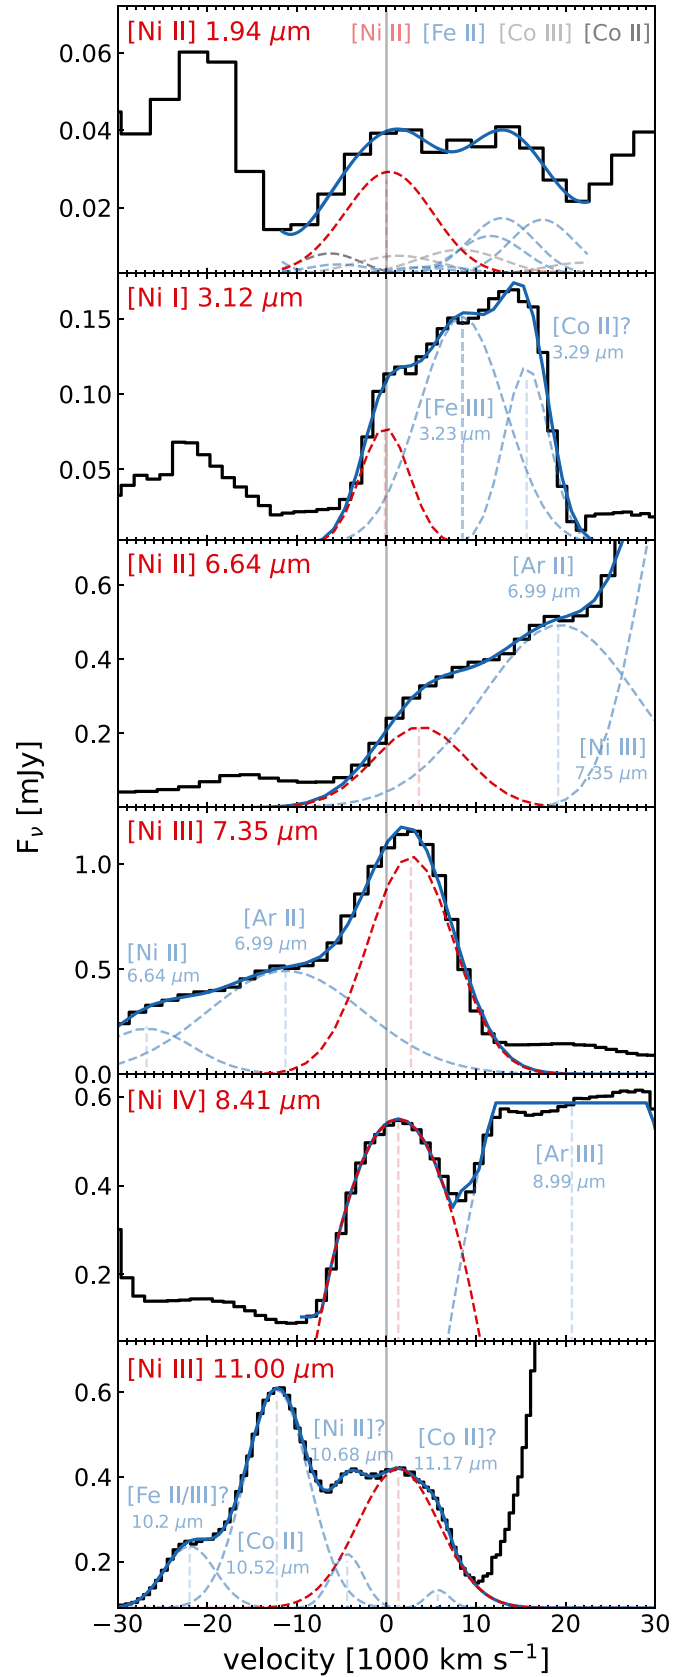 [Ni II] 1.94 μm
[Ni II] [Fe II] [Co III] [Co II]
0.06
0.04
0.02
[Ni I] 3.12 μm
[Co II]?
3.29 μm
[Fe III]
3.23 μm
0.15
0.10
0.05
[Ni II] 6.64 μm
[Ar II]
6.99 μm
[Ni III]
7.35 μm
0.6
0.4
0.2
F_ν [mJy]
[Ni III] 7.35 μm
[Ar II]
6.99 μm
[Ni II]
6.64 μm
1.0
0.5
0.0
[Ni IV] 8.41 μm
[Ar III]
8.99 μm
0.6
0.4
0.2
[Ni III] 11.00 μm
[Ni II]?
10.68 μm
[Co II]?
11.17 μm
[Fe II/III]?
10.2 μm
[Co II]
10.52 μm
0.6
0.4
0.2
−30 −20 −10 0 10 20 30
velocity [1000 km s⁻¹]